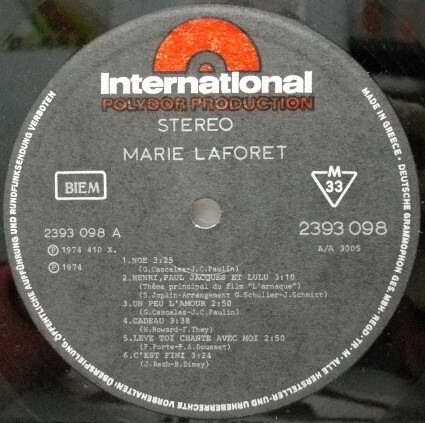 International
POLYDOR PRODUCTION
STEREO
MARIE LAFORET
BIEM
M
33
2393 098 A
2393 098
A/A 3005
Ⓟ 1974 410 X.
Ⓟ 1974
1.NOE 3:25
(G.Cascales-J.C.Paulin)
2.HENRI,PAUL JACQUES ET LULU 3:10
(Thème principal du film "L'arnaque")
(S.Joplin-Arrangement G.Schuller-J.Schmitt)
3.UN PEU L'AMOUR 2:50
(G.Cascales-J.C.Paulin)
4.CADEAU 3:38
(H.Howard-F.They)
5.LEVE TOI CHANTE AVEC MOI 2:50
(P.Porte-P.A.Dousset)
6.C'EST FINI 3:24
(J.Rech-B.Dimey)
MADE IN GREECE • DEUTSCHE GRAMMOPHON GES. MBH • REGD.-TR.-M. • ALLE HERSTELLER-UND URHEBERRECHTE VORBEHALTEN: ÜBERSPIELUNG, ÖFFENTLICHE AUFFÜHRUNG UND RUNDFUNKSENDUNG VERBOTEN